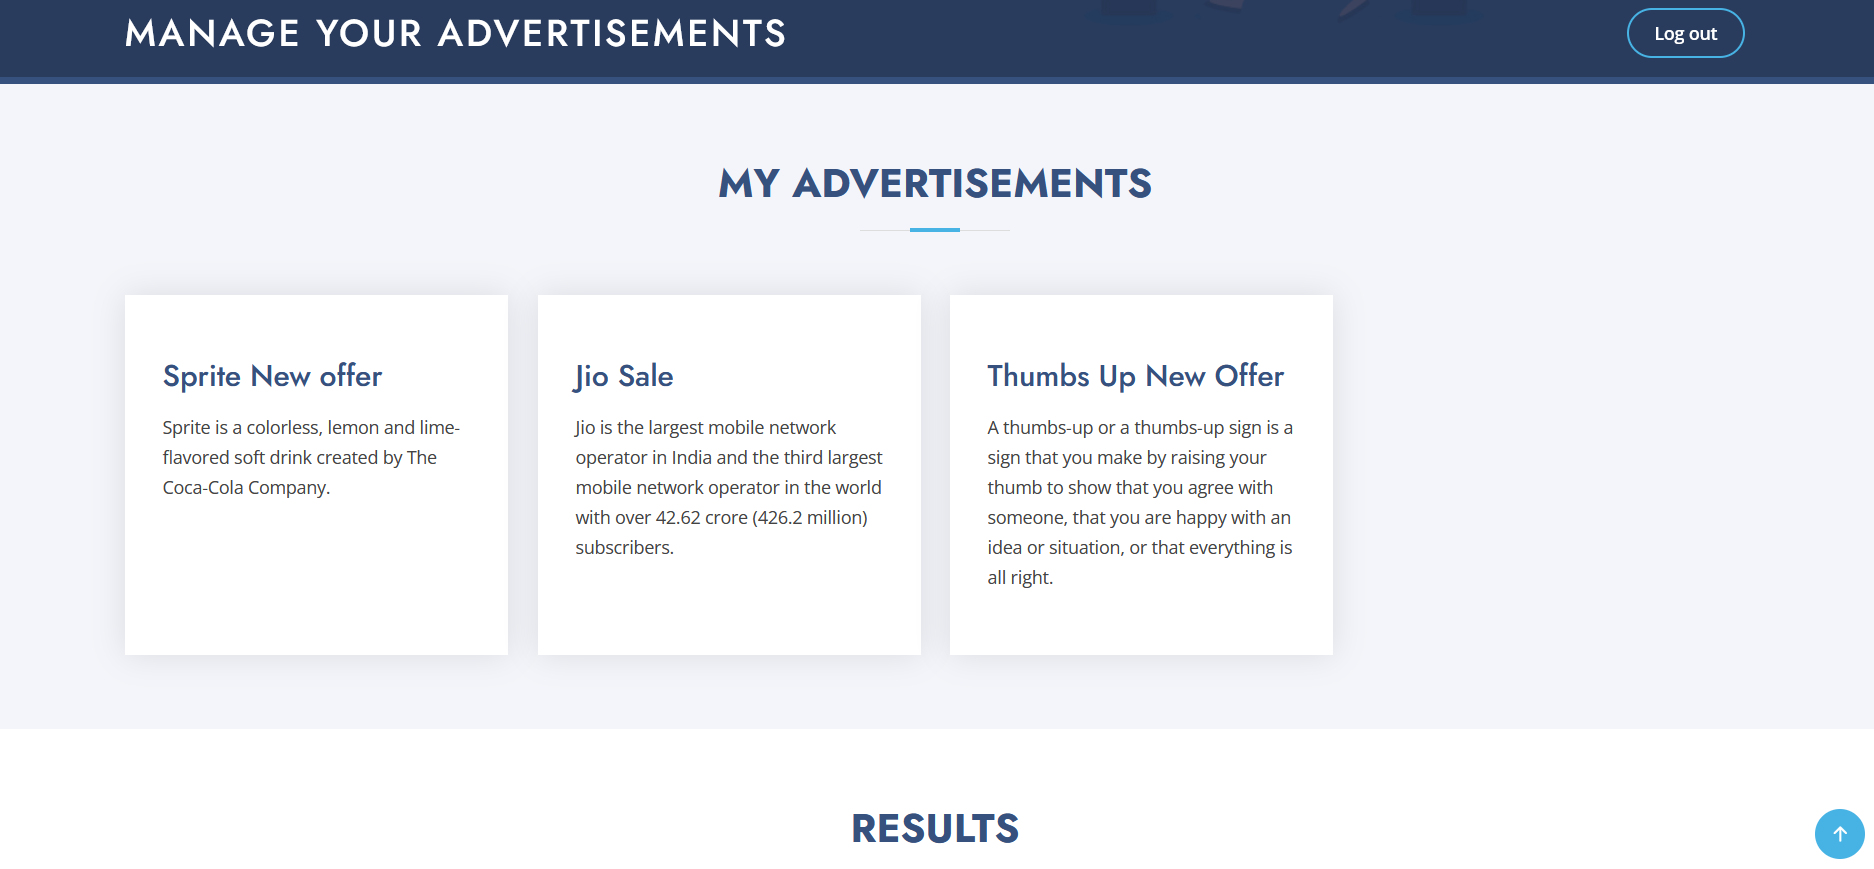 MANAGE YOUR ADVERTISEMENTS
Log out
MY ADVERTISEMENTS
Sprite New offer
Sprite is a colorless, lemon and lime-
flavored soft drink created by The
Coca-Cola Company.
Jio Sale
Jio is the largest mobile network
operator in India and the third largest
mobile network operator in the world
with over 42.62 crore (426.2 million)
subscribers.
Thumbs Up New Offer
A thumbs-up or a thumbs-up sign is a
sign that you make by raising your
thumb to show that you agree with
someone, that you are happy with an
idea or situation, or that everything is
all right.
RESULTS